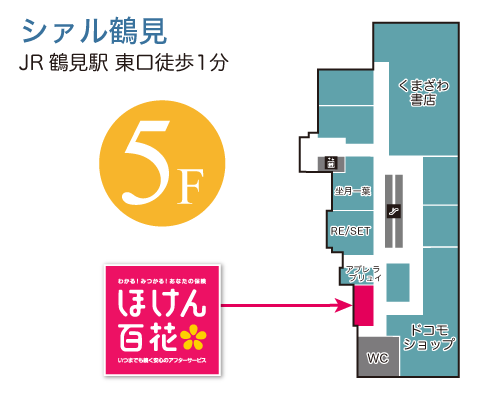 シァル鶴見
JR 鶴見駅 東口徒歩1分
くまざわ
書店
5F
坐月一葉
RE/SET
アプレ ラ
プリュイ
わかる!みつかる!あなたの保険
ほけん
百花
いつまでも続く安心のアフターサービス
ドコモ
ショップ
WC